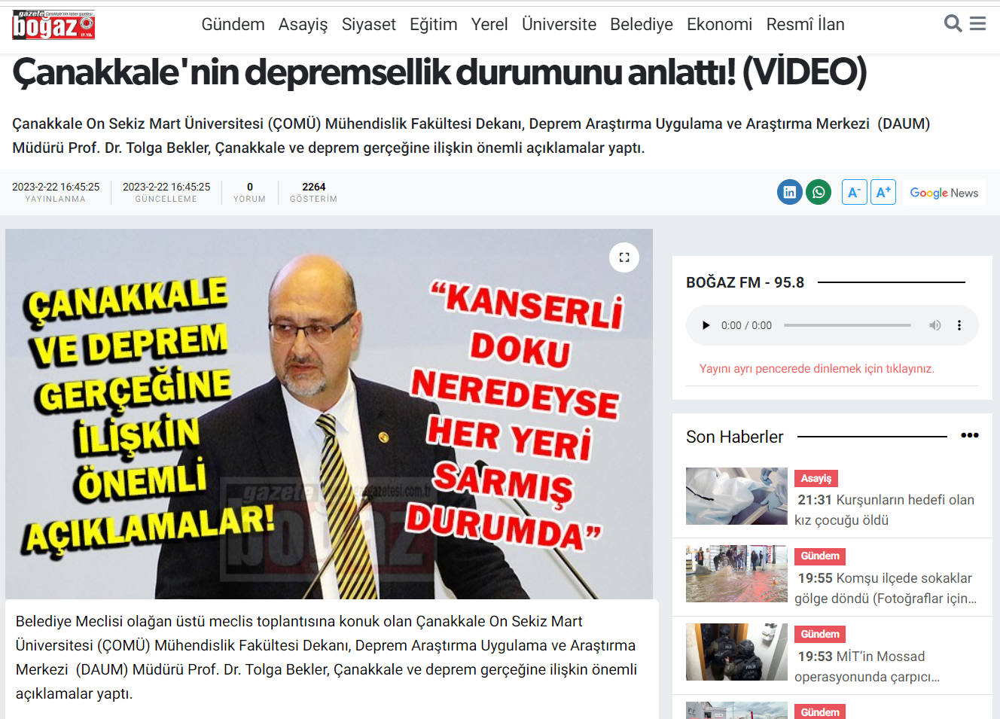 gazete Çanakkale'nin haber gazetesi
boğaz
17.YIL
Gündem Asayiş Siyaset Eğitim Yerel Üniversite Belediye Ekonomi Resmî İlan
Çanakkale'nin depremsellik durumunu anlattı! (VİDEO)
Çanakkale On Sekiz Mart Üniversitesi (ÇOMÜ) Mühendislik Fakültesi Dekanı, Deprem Araştırma Uygulama ve Araştırma Merkezi (DAUM)
Müdürü Prof. Dr. Tolga Bekler, Çanakkale ve deprem gerçeğine ilişkin önemli açıklamalar yaptı.
2023-2-22 16:45:25 2023-2-22 16:45:25 0 2264
YAYINLANMA GÜNCELLEME YORUM GÖSTERİM
A- A+ Google News
ÇANAKKALE
VE DEPREM
GERÇEĞİNE
İLİŞKİN
ÖNEMLİ
AÇIKLAMALAR!
“KANSERLİ
DOKU
NEREDEYSE
HER YERİ
SARMIŞ
DURUMDA”
gazete
boğaz
Belediye Meclisi olağan üstü meclis toplantısına konuk olan Çanakkale On Sekiz Mart
Üniversitesi (ÇOMÜ) Mühendislik Fakültesi Dekanı, Deprem Araştırma Uygulama ve Araştırma
Merkezi (DAUM) Müdürü Prof. Dr. Tolga Bekler, Çanakkale ve deprem gerçeğine ilişkin önemli
açıklamalar yaptı.
BOĞAZ FM - 95.8
0:00 / 0:00
Yayını ayrı pencerede dinlemek için tıklayınız.
Son Haberler
Asayiş
21:31 Kurşunların hedefi olan
kız çocuğu öldü
Gündem
19:55 Komşu ilçede sokaklar
gölge döndü (Fotoğraflar için...
Gündem
19:53 MİT’in Mossad
operasyonunda çarpıcı...
Gündem